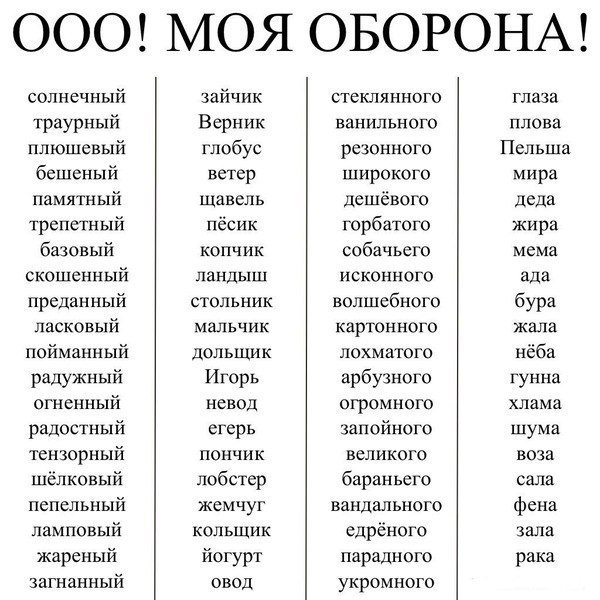 ООО! МОЯ ОБОРОНА!
солнечный зайчик стеклянного глаза
траурный Верник ванильного плова
плюшевый глобус резонного Пельша
бешеный ветер широкого мира
памятный щавель дешёвого деда
трепетный пёсик горбатого жира
базовый копчик собачьего мема
скошенный ландыш исконного ада
преданный стольник волшебного бура
ласковый мальчик картонного жала
пойманный дольщик лохматого нёба
радужный Игорь арбузного гунна
огненный невод огромного хлама
радостный егерь запойного шума
тензорный пончик великого воза
шёлковый лобстер бараньего сала
пепельный жемчуг вандального фена
ламповый кольщик едрёного зала
жареный йогурт парадного рака
загнанный овод укромного